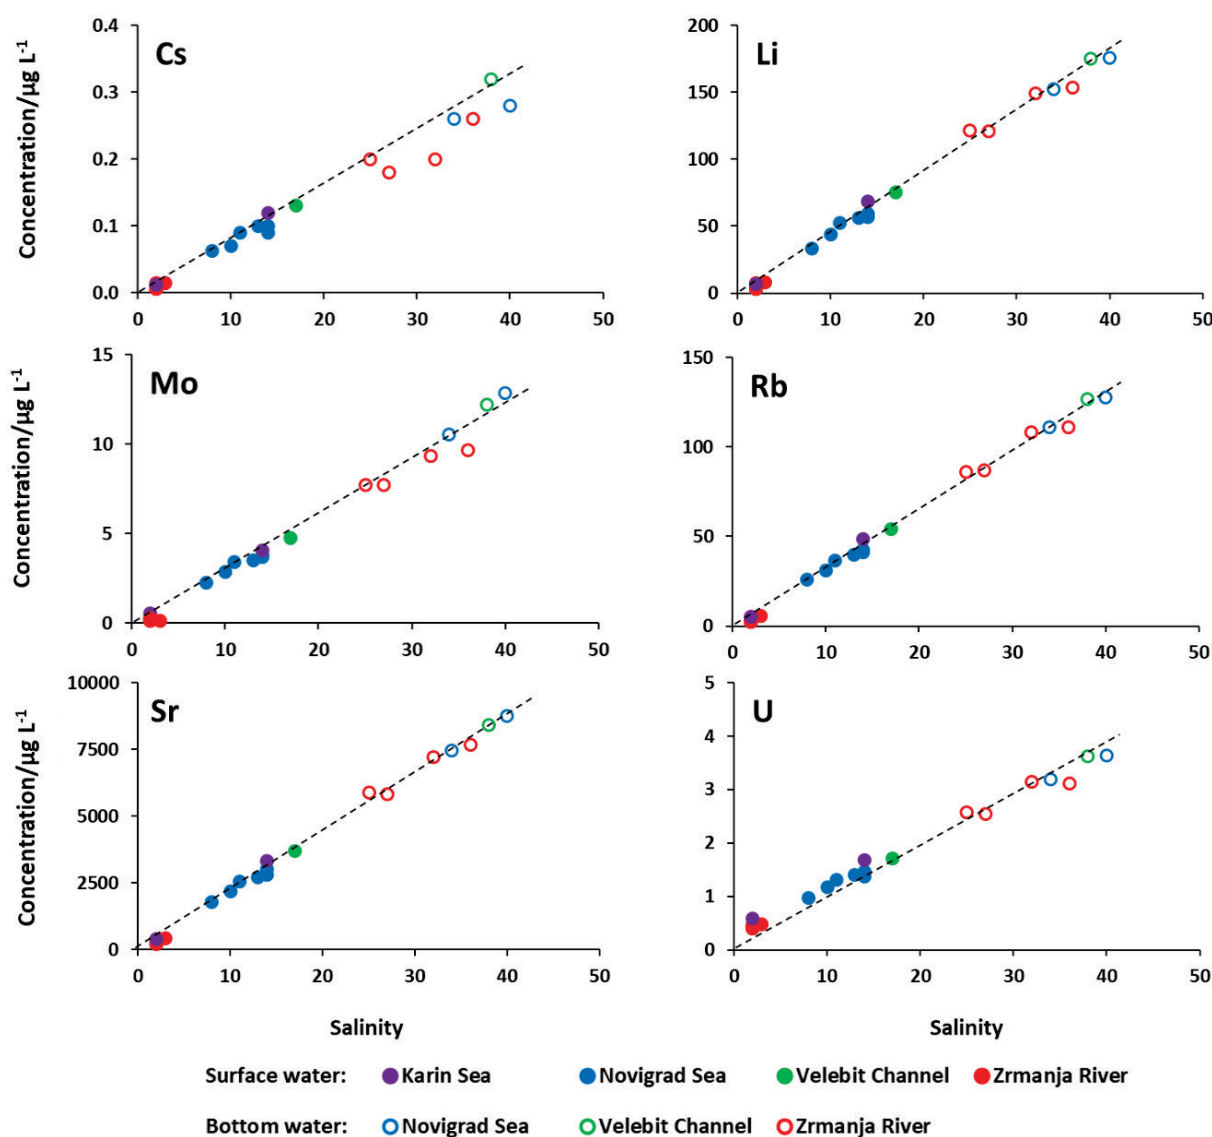 Cs
Concentration/µg L-1
0.4
0.3
0.2
0.1
0.0
0 10 20 30 40 50
Li
200
150
100
50
0
0 10 20 30 40 50
Mo
Concentration/µg L-1
15
10
5
0
0 10 20 30 40 50
Rb
150
100
50
0
0 10 20 30 40 50
Sr
Concentration/µg L-1
10000
7500
5000
2500
0
0 10 20 30 40 50
Salinity
U
5
4
3
2
1
0
0 10 20 30 40 50
Salinity
Surface water: Karin Sea Novigrad Sea Velebit Channel Zrmanja River
Bottom water: Novigrad Sea Velebit Channel Zrmanja River